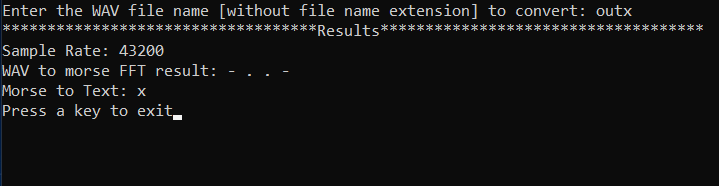 Enter the WAV file name [without file name extension] to convert: outx
***********************************Results************************************
Sample Rate: 43200
WAV to morse FFT result: - . . -
Morse to Text: x
Press a key to exit